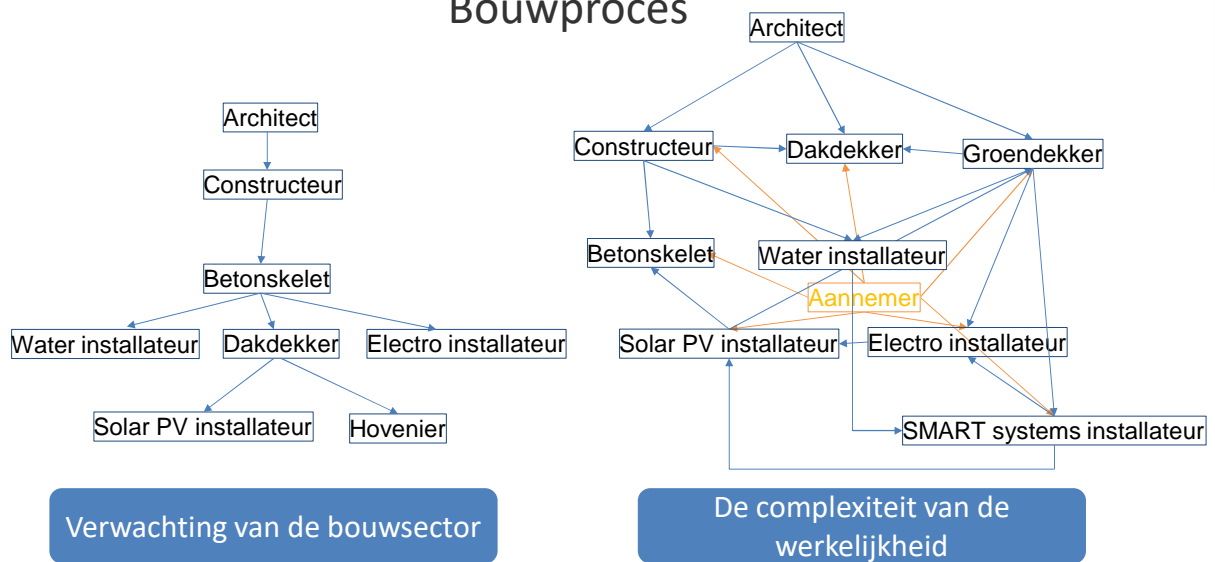 Bouwproces
Architect
Constructeur
Betonskelet
Water installateur
Dakdekker
Electro installateur
Solar PV installateur
Hovenier
Verwachting van de bouwsector
Architect
Constructeur
Dakdekker
Groendekker
Betonskelet
Water installateur
Aannemer
Solar PV installateur
Electro installateur
SMART systems installateur
De complexiteit van de
werkelijkheid